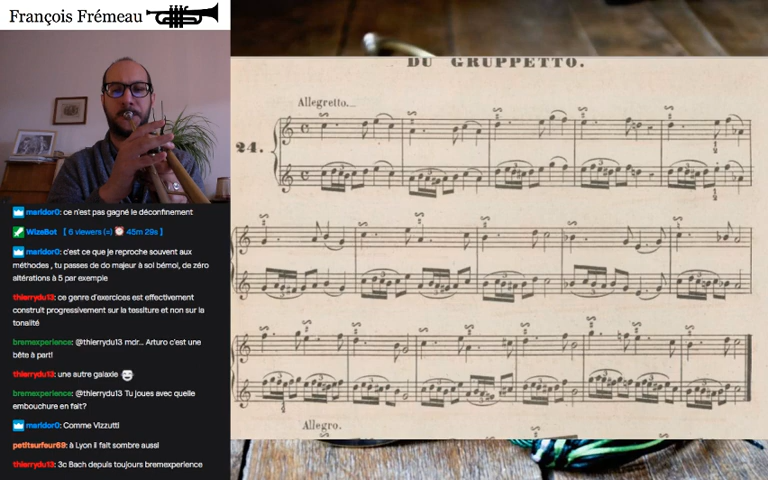 François Frémeau
DU GRUPPETTO.
Allegretto.
24.
Allegro.
maridor0: ce n'est pas gagné le déconfinement
WizeBot [ 6 viewers (=) 45m 29s ]
maridor0: c'est ce que je reproche souvent aux
méthodes , tu passes de do majeur à sol bémol, de zéro
altérations à 5 par exemple
thierrydu13: ce genre d'exercices est effectivement
construit progressivement sur la tessiture et non sur la
tonalité
bremexperience: @thierrydu13 mdr... Arturo c'est une
bête à part!
thierrydu13: une autre galaxie
bremexperience: @thierrydu13 Tu joues avec quelle
embouchure en fait?
maridor0: Comme Vizzutti
petitsurfeur69: à Lyon il fait sombre aussi
thierrydu13: 3c Bach depuis toujours bremexperience